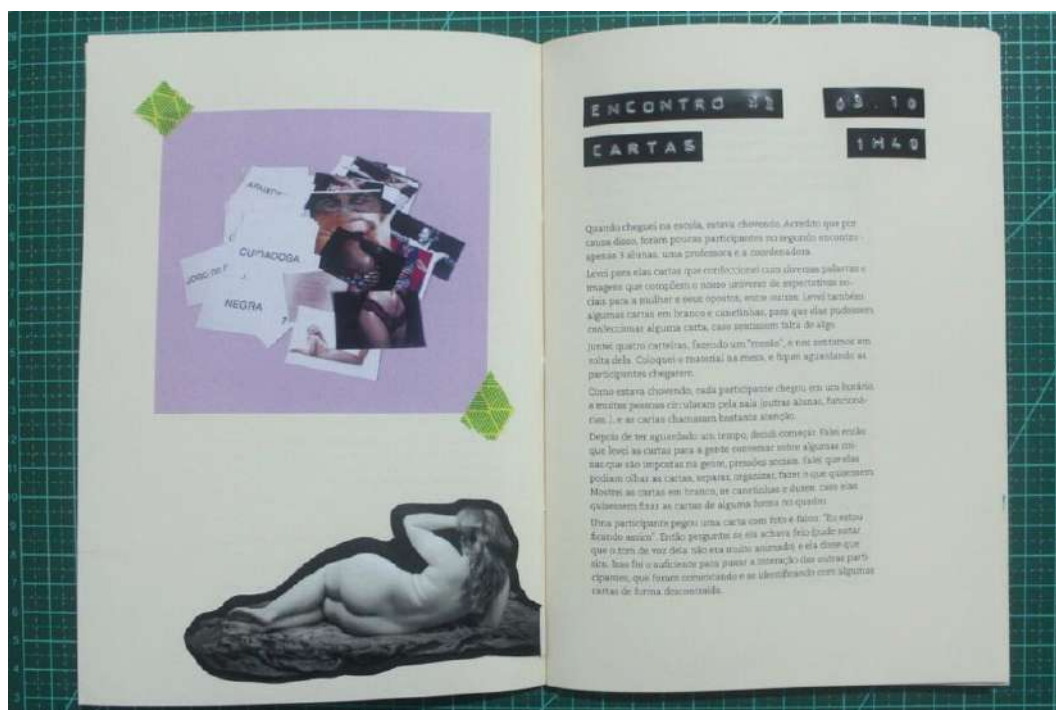 CUIDADOSA
NEGRA
?
ENCONTRO #2 03.10
CARTAS 1H40
Quando cheguei na escola, estava chovendo. Acredito que por
causa disso, foram poucas participantes no segundo encontro -
apenas 3 alunas, uma professora e a coordenadora.
Levei para elas cartas que confeccionei com diversas palavras e
imagens que compõem o nosso universo de expectativas so-
ciais para a mulher e seus opostos, entre outras. Levei também
algumas cartas em branco e canetinhas, para que elas pudessem
confeccionar alguma carta, caso sentissem falta de algo.
Juntei quatro carteiras, fazendo um "mesão", e nos sentamos em
volta dela. Coloquei o material na mesa, e fiquei aguardando as
participantes chegarem.
Como estava chovendo, cada participante chegou em um horário
e muitas pessoas circularam pela sala (outras alunas, funcioná-
rios...), e as cartas chamavam bastante atenção.
Depois de ter aguardado um tempo, decidi começar. Falei então
que levei as cartas para a gente conversar sobre algumas coi-
sas que são impostas na gente, pressões sociais. Falei que elas
podiam olhar as cartas, separar, organizar, fazer o que quisessem.
Mostrei as cartas em branco, as canetinhas e durex, caso elas
quisessem fixar as cartas de alguma forma no quadro.
Uma participante pegou uma carta com foto e falou: "Eu estou
ficando assim". Então perguntei se ela achava feio (pude notar
que o tom de voz dela não era muito animado) e ela disse que
sim. Isso foi o suficiente para puxar a interação das outras parti-
cipantes, que foram comentando e se identificando com algumas
cartas de forma descontraída.